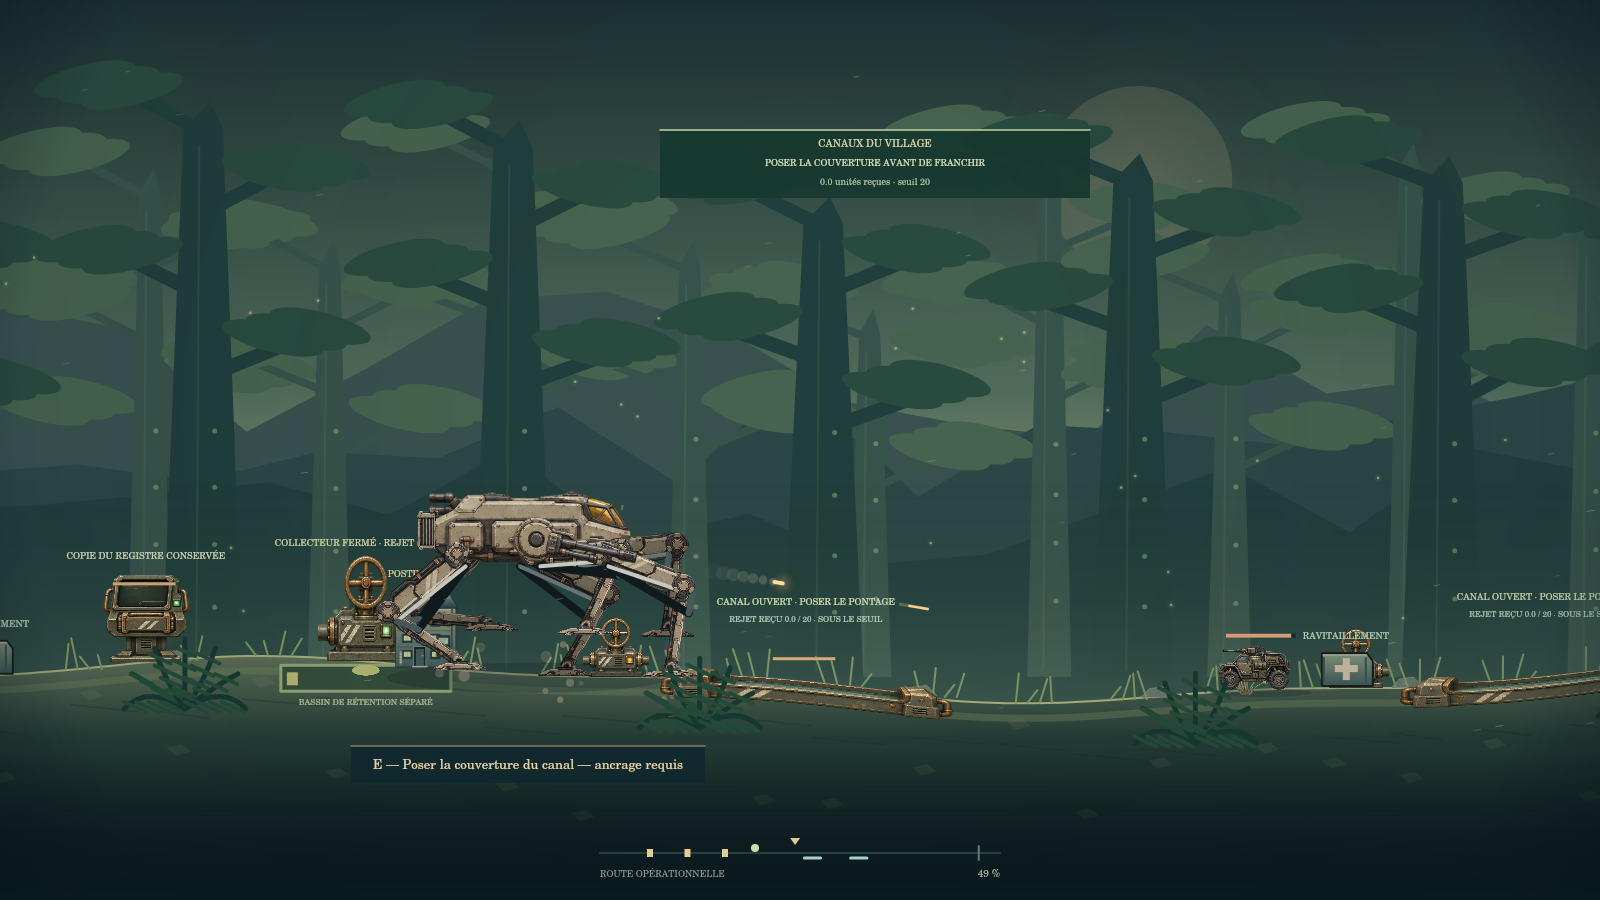 CANAUX DU VILLAGE
POSER LA COUVERTURE AVANT DE FRANCHIR
0.0 unités reçues · seuil 20
COLLECTEUR FERMÉ · REJET
COPIE DU REGISTRE CONSERVÉE
POSTE
CANAL OUVERT · POSER LE PONTAGE
REJET REÇU 0.0 / 20 · SOUS LE SEUIL
CANAL OUVERT · POSER LE PO
REJET REÇU 0.0 / 20 · SOUS LE S
MENT
RAVITAILLEMENT
BASSIN DE RÉTENTION SÉPARÉ
E — Poser la couverture du canal — ancrage requis
ROUTE OPÉRATIONNELLE
49 %